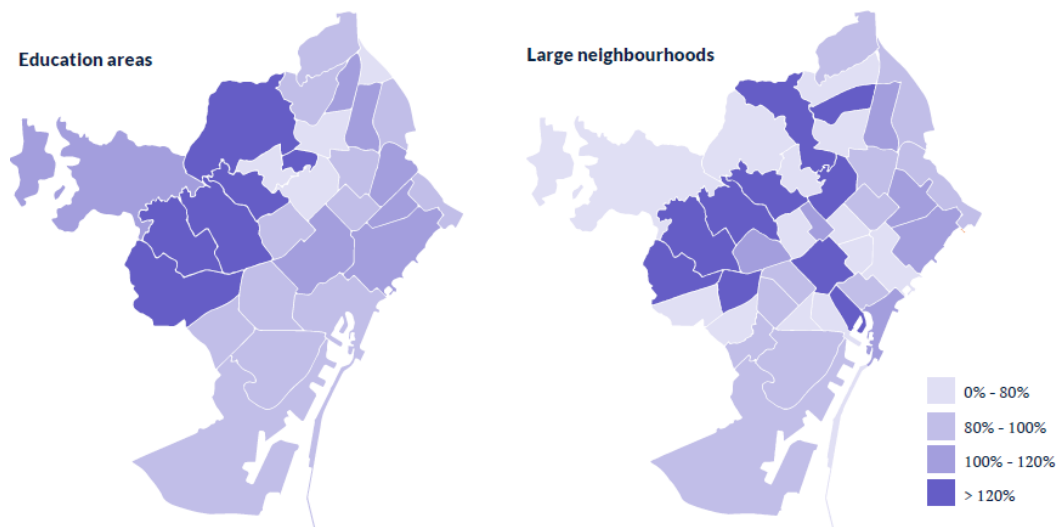 Education areas
Large neighbourhoods
0% - 80%
80% - 100%
100% - 120%
> 120%